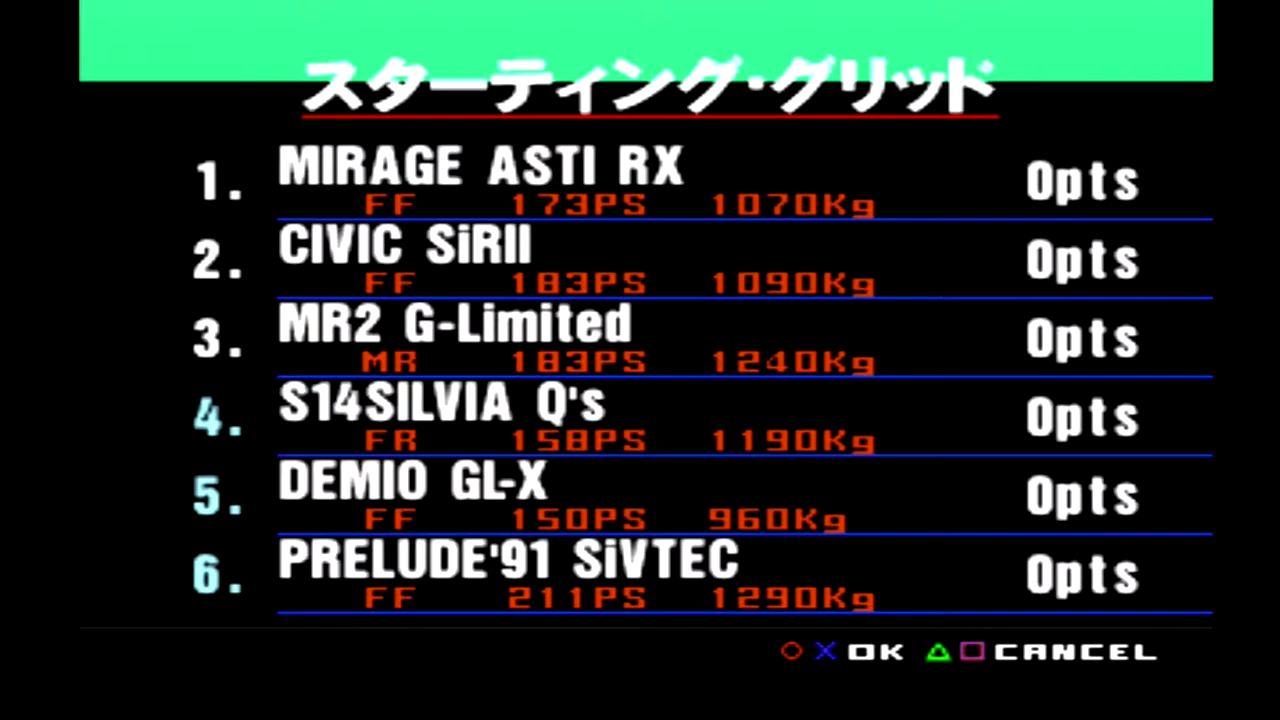 スターティング・グリッド
1. MIRAGE ASTI RX Opts
FF 173PS 1070Kg
2. CIVIC SiRII Opts
FF 183PS 1090Kg
3. MR2 G-Limited Opts
MR 183PS 1240Kg
4. S14SILVIA Q's Opts
FR 158PS 1190Kg
5. DEMIO GL-X Opts
FF 150PS 960Kg
6. PRELUDE'91 SiVTEC Opts
FF 211PS 1290Kg
OK CANCEL